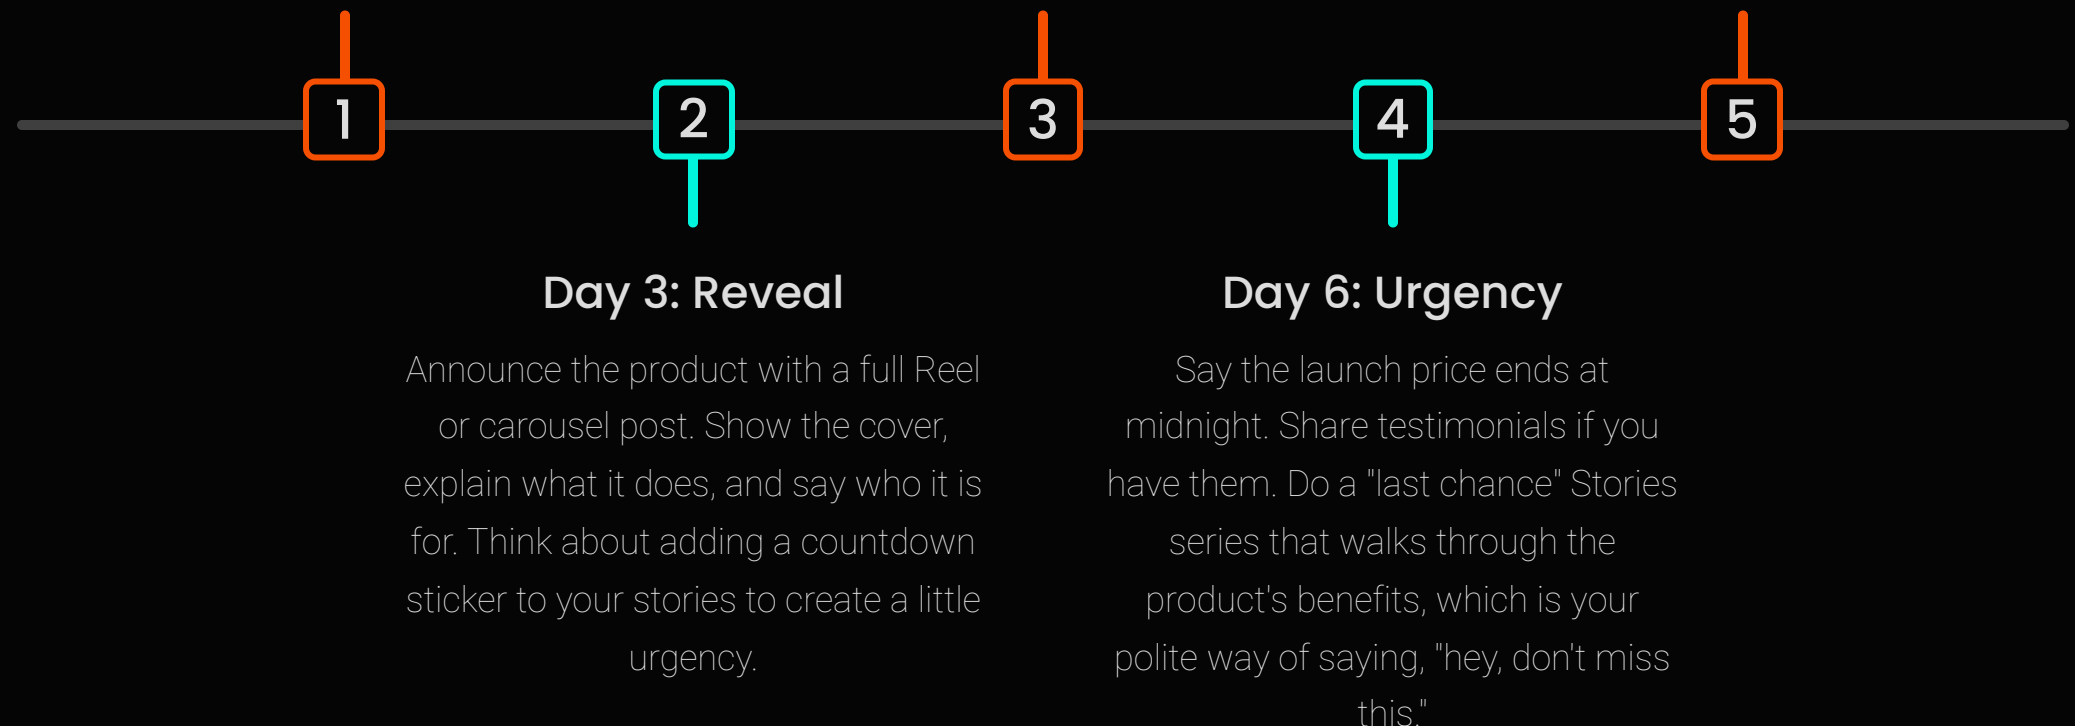 1
2
3
4
5
Day 3: Reveal
Announce the product with a full Reel
or carousel post. Show the cover,
explain what it does, and say who it is
for. Think about adding a countdown
sticker to your stories to create a little
urgency.
Day 6: Urgency
Say the launch price ends at
midnight. Share testimonials if you
have them. Do a "last chance" Stories
series that walks through the
product's benefits, which is your
polite way of saying, "hey, don't miss
this."